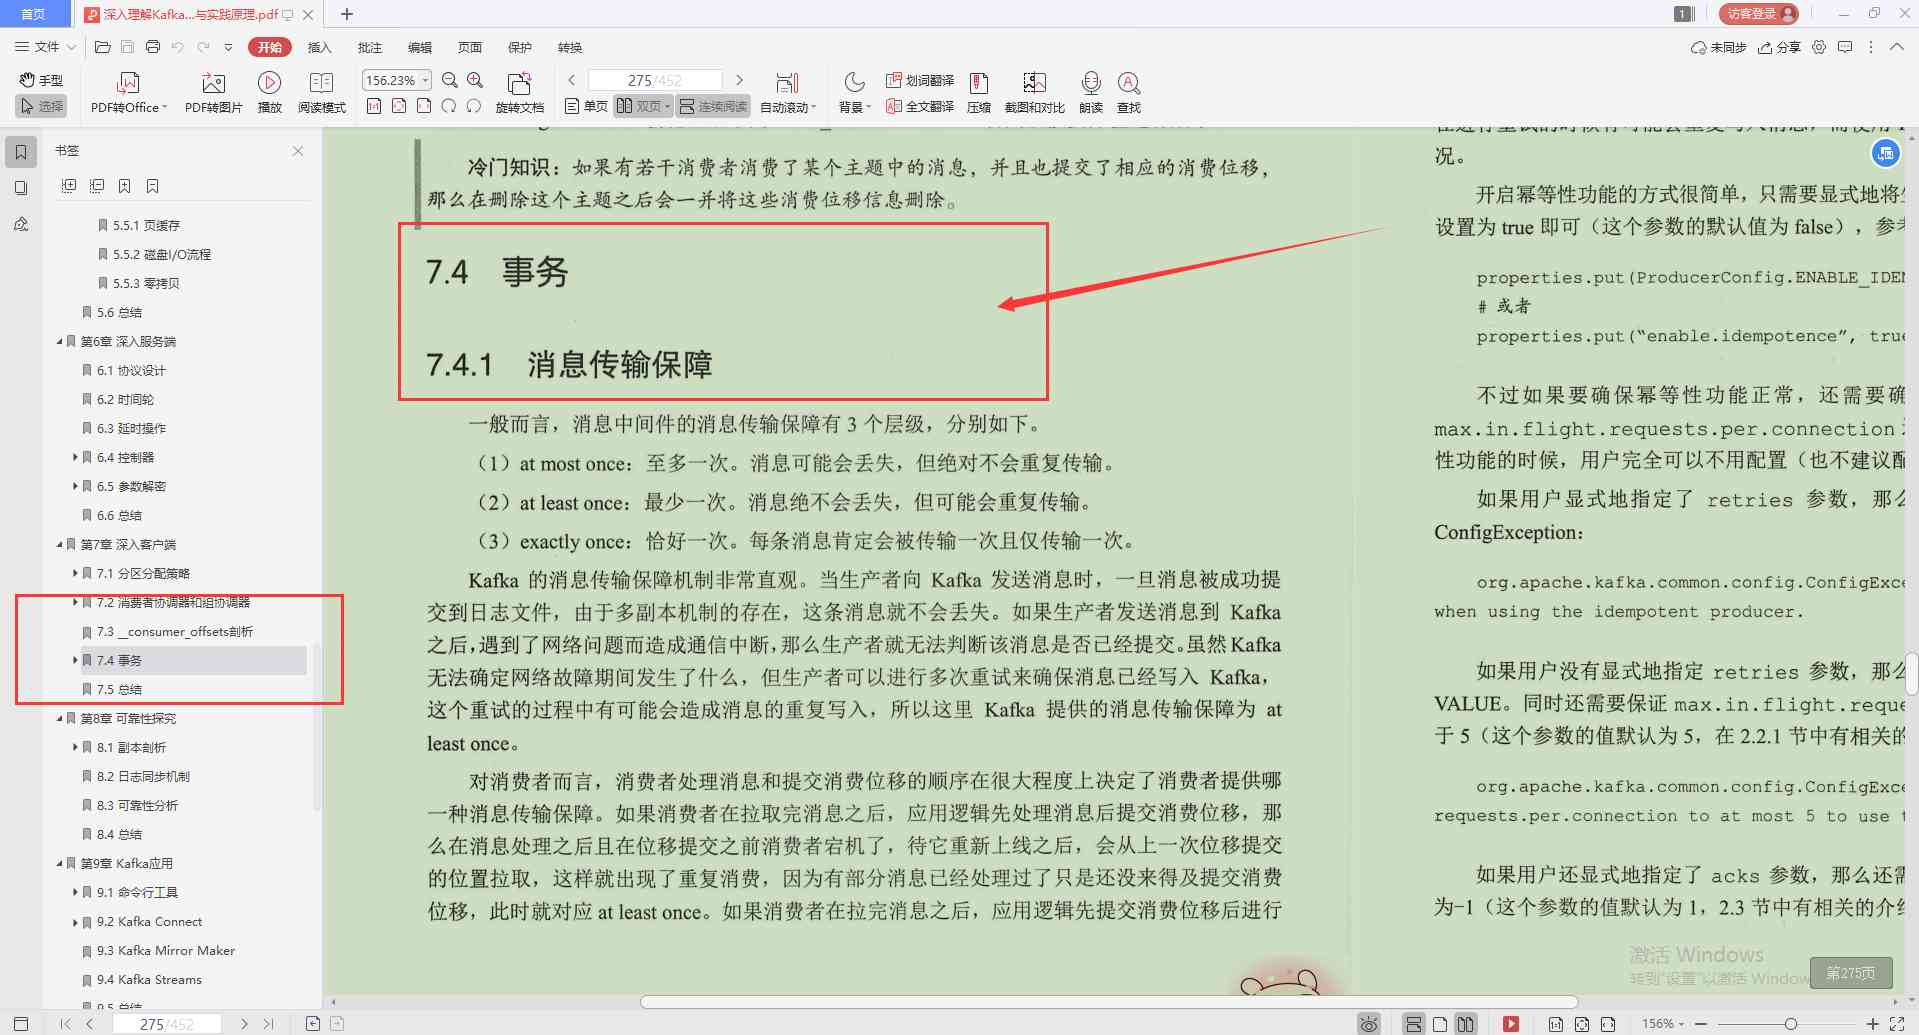 首页
深入理解Kafka...与实践原理.pdf
1
访客登录
文件
开始 插入 批注 编辑 页面 保护 转换
未同步 分享
手型
选择
PDF转Office PDF转图片 播放 阅读模式
156.23%
旋转文档
275/452
单页 双页 连续阅读 自动滚动
背景
划词翻译
全文翻译
压缩 截图和对比 朗读 查找
书签
5.5.1 页缓存
5.5.2 磁盘I/O流程
5.5.3 零拷贝
5.6 总结
第6章 深入服务端
6.1 协议设计
6.2 时间轮
6.3 延时操作
6.4 控制器
6.5 参数解密
6.6 总结
第7章 深入客户端
7.1 分区分配策略
7.2 消费者协调器和组协调器
7.3 __consumer_offsets剖析
7.4 事务
7.5 总结
第8章 可靠性探究
8.1 副本剖析
8.2 日志同步机制
8.3 可靠性分析
8.4 总结
第9章 Kafka应用
9.1 命令行工具
9.2 Kafka Connect
9.3 Kafka Mirror Maker
9.4 Kafka Streams
9.5 总结
冷门知识：如果有若干消费者消费了某个主题中的消息，并且也提交了相应的消费位移，
那么在删除这个主题之后会一并将这些消费位移信息删除。
7.4 事务
7.4.1 消息传输保障
一般而言，消息中间件的消息传输保障有 3 个层级，分别如下。
（1）at most once：至多一次。消息可能会丢失，但绝对不会重复传输。
（2）at least once：最少一次。消息绝不会丢失，但可能会重复传输。
（3）exactly once：恰好一次。每条消息肯定会被传输一次且仅传输一次。
Kafka 的消息传输保障机制非常直观。当生产者向 Kafka 发送消息时，一旦消息被成功提
交到日志文件，由于多副本机制的存在，这条消息就不会丢失。如果生产者发送消息到 Kafka
之后，遇到了网络问题而造成通信中断，那么生产者就无法判断该消息是否已经提交。虽然 Kafka
无法确定网络故障期间发生了什么，但生产者可以进行多次重试来确保消息已经写入 Kafka，
这个重试的过程中有可能会造成消息的重复写入，所以这里 Kafka 提供的消息传输保障为 at
least once。
对消费者而言，消费者处理消息和提交消费位移的顺序在很大程度上决定了消费者提供哪
一种消息传输保障。如果消费者在拉取完消息之后，应用逻辑先处理消息后提交消费位移，那
么在消息处理之后且在位移提交之前消费者宕机了，待它重新上线之后，会从上一次位移提交
的位置拉取，这样就出现了重复消费，因为有部分消息已经处理过了只是还没来得及提交消费
位移，此时就对应 at least once。如果消费者在拉完消息之后，应用逻辑先提交消费位移后进行
况。
开启幂等性功能的方式很简单，只需要显式地将
设置为 true 即可（这个参数的默认值为 false），参考
properties.put(ProducerConfig.ENABLE_IDEN
# 或者
properties.put(“enable.idempotence”, true
不过如果要确保幂等性功能正常，还需要确
max.in.flight.requests.per.connection
性功能的时候，用户完全可以不用配置（也不建议配
如果用户显式地指定了 retries 参数，那么
ConfigException：
org.apache.kafka.common.config.ConfigExce
when using the idempotent producer.
如果用户没有显式地指定 retries 参数，那么
VALUE。同时还需要保证 max.in.flight.reque
于 5（这个参数的值默认为 5，在 2.2.1 节中有相关的
org.apache.kafka.common.config.ConfigExce
requests.per.connection to at most 5 to use t
如果用户还显式地指定了 acks 参数，那么还需
为-1（这个参数的值默认为 1，2.3 节中有相关的介绍
激活 Windows
转到“设置”以激活 Window
第275页
275/452
156%